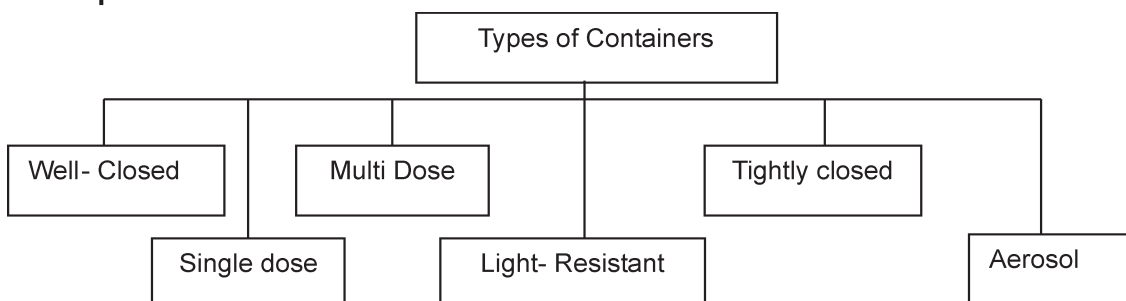 Types of Containers
Well- Closed
Multi Dose
Tightly closed
Single dose
Light- Resistant
Aerosol